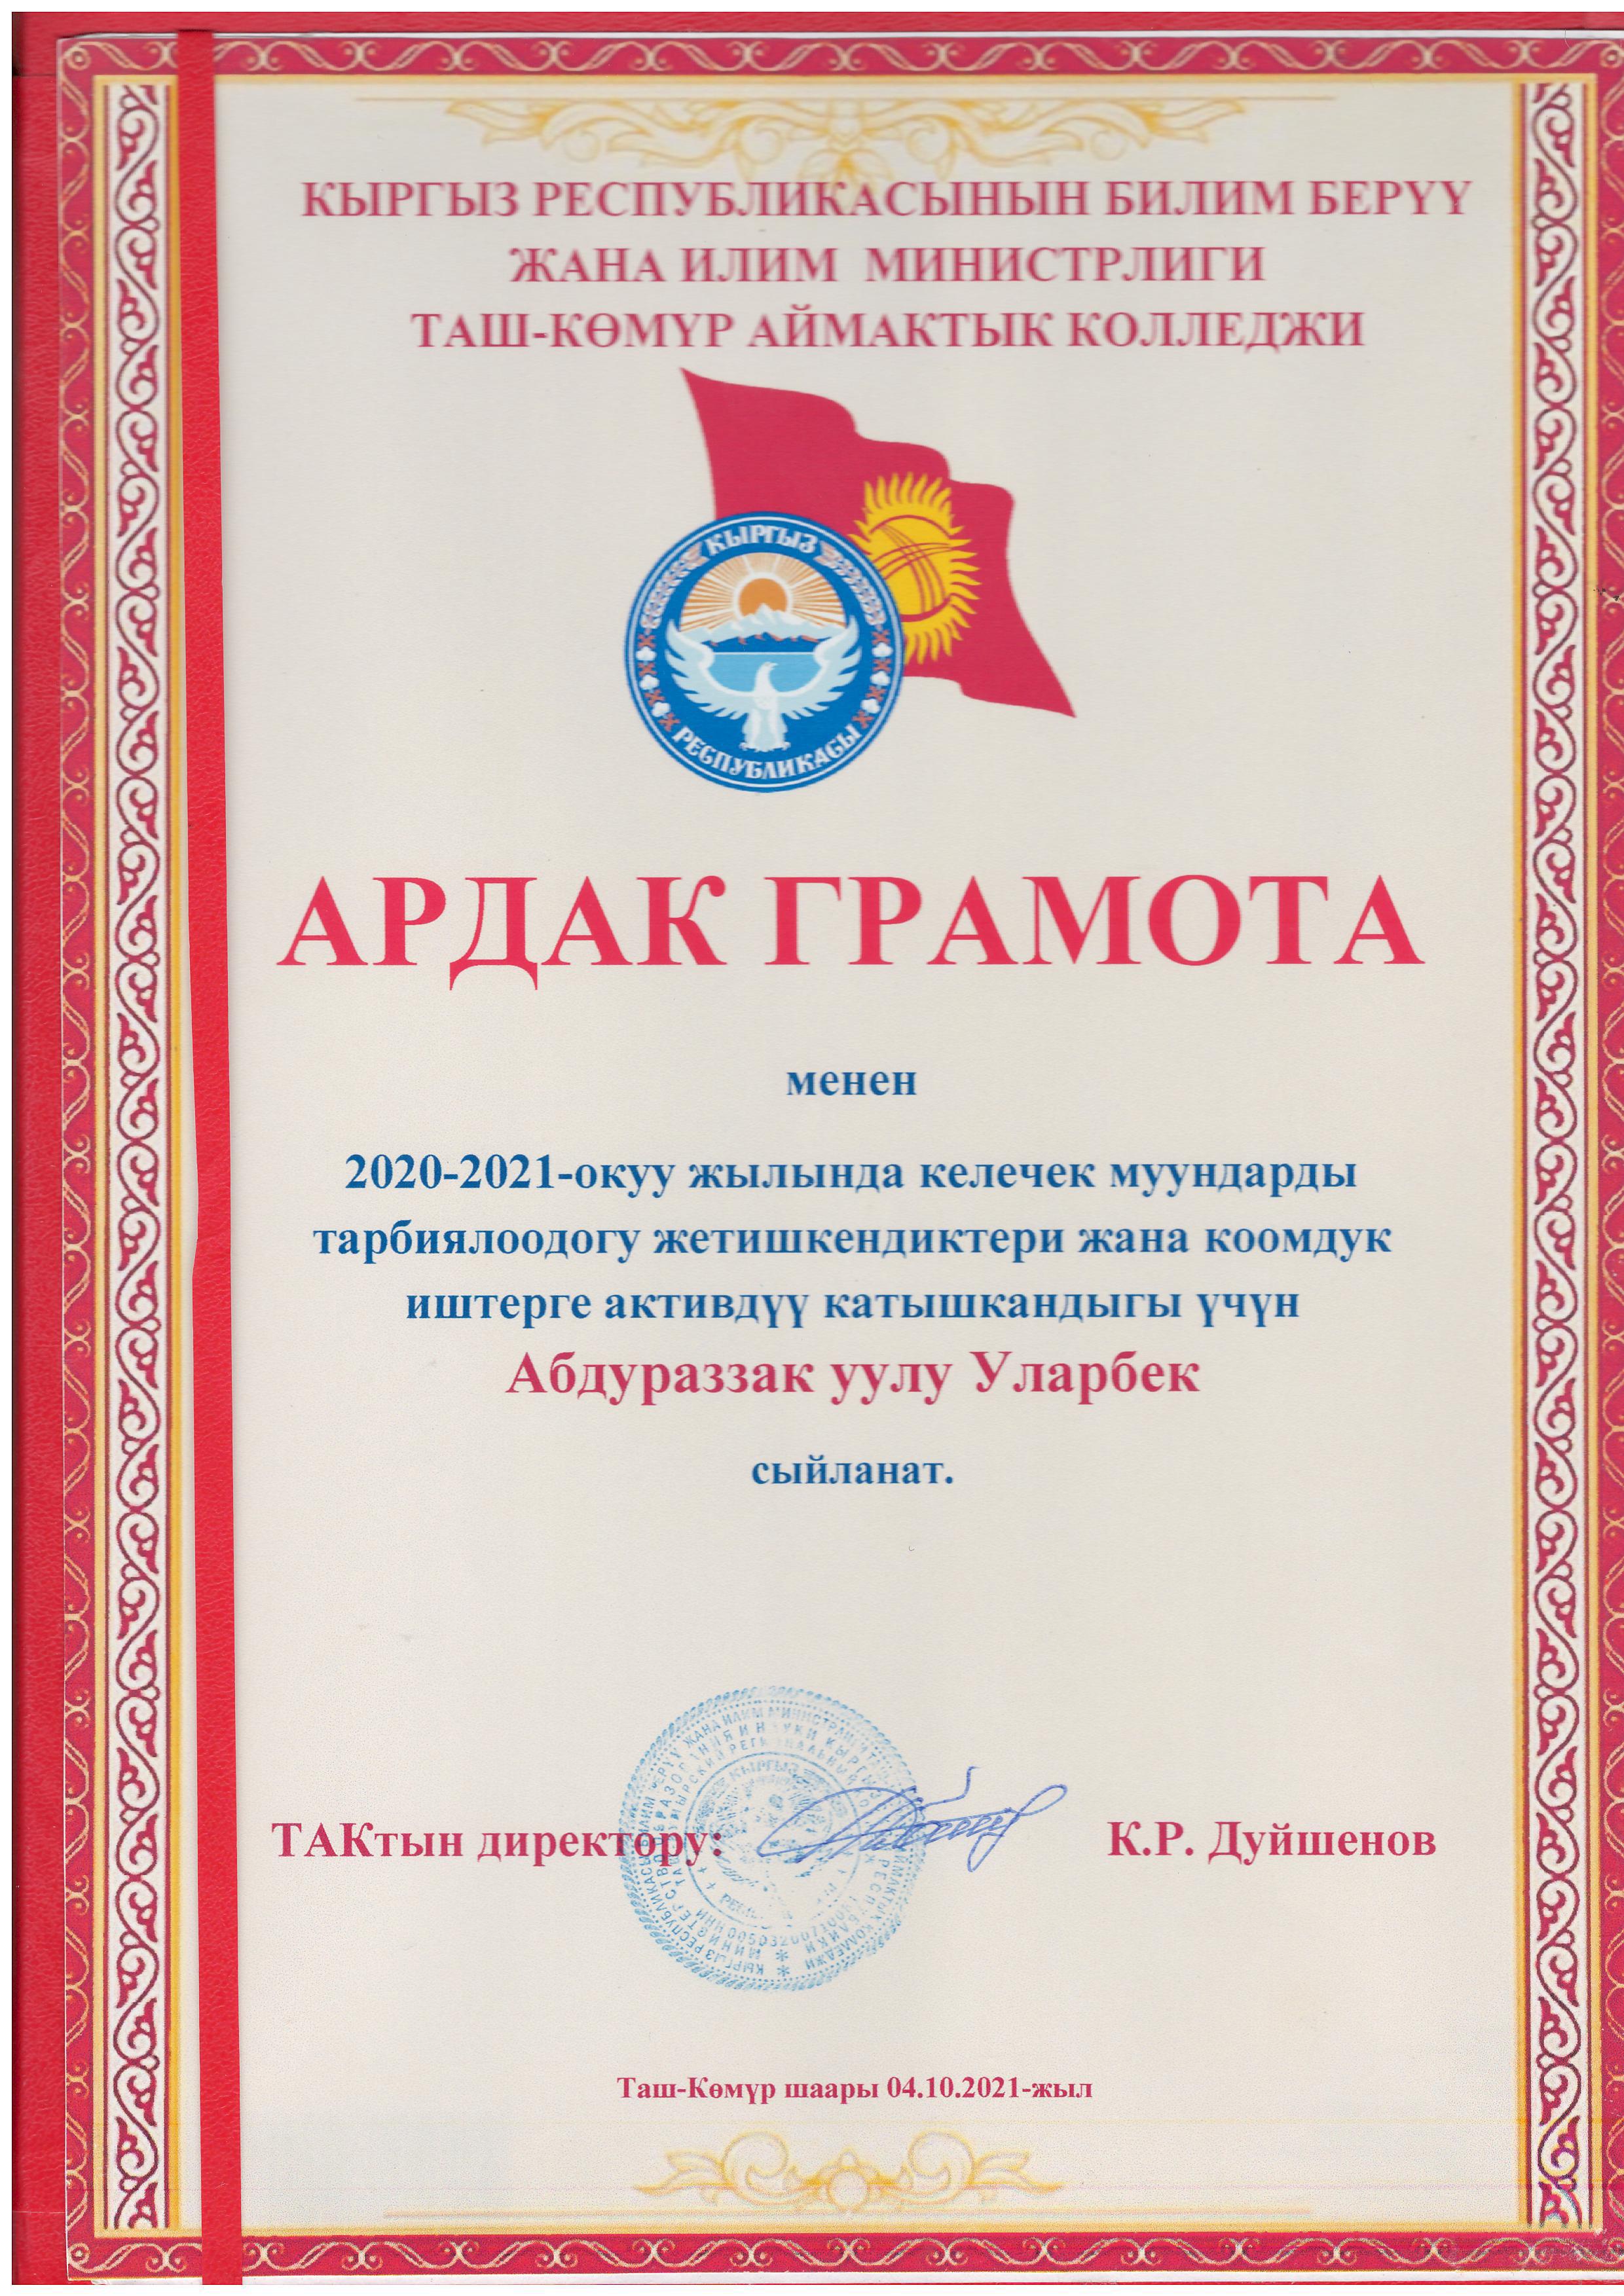 КЫРГЫЗ РЕСПУБЛИКАСЫНЫН БИЛИМ БЕРҮҮ
ЖАНА ИЛИМ МИНИСТРЛИГИ
ТАШ-КӨМҮР АЙМАКТЫК КОЛЛЕДЖИ
КЫРГЫЗ
РЕСПУБЛИКАСЫ
АРДАК ГРАМОТА
менен
2020-2021-окуу жылында келечек муундарды
тарбиялоодогу жетишкендиктери жана коомдук
иштерге активдүү катышкандыгы үчүн
Абдураззак уулу Уларбек
сыйланат.
ТАКтын директору:
К.Р. Дуйшенов
КЫРГЫЗ
Таш-Көмүр шаары 04.10.2021-жыл